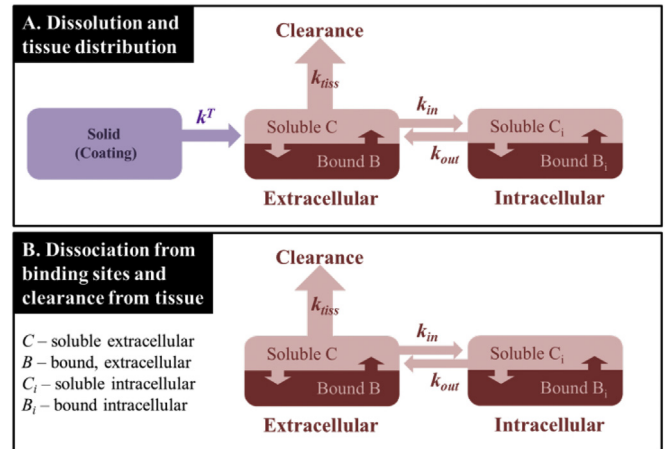 A. Dissolution and
tissue distribution
Clearance
k_tiss
k^T
k_in
k_out
Solid
(Coating)
Soluble C
Bound B
Soluble C_i
Bound B_i
Extracellular
Intracellular
B. Dissociation from
binding sites and
clearance from tissue
C – soluble extracellular
B – bound, extracellular
C_i – soluble intracellular
B_i – bound intracellular
Clearance
k_tiss
k_in
k_out
Soluble C
Bound B
Soluble C_i
Bound B_i
Extracellular
Intracellular